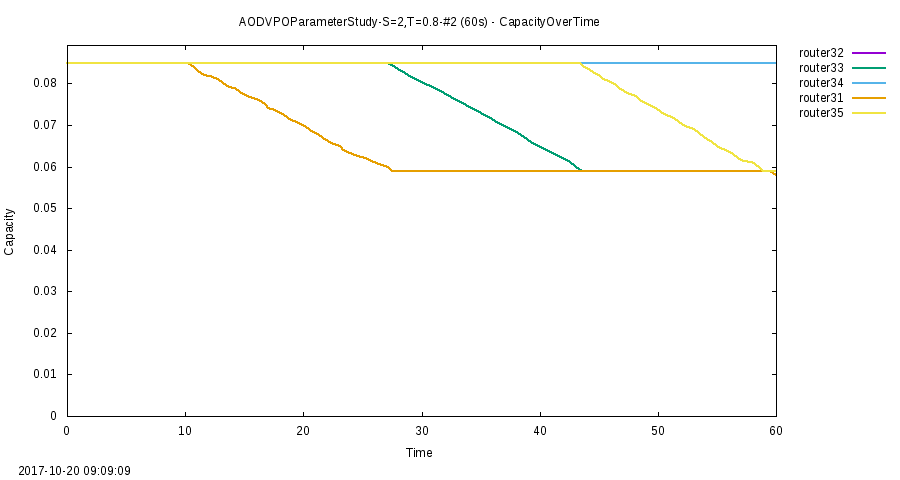 AODVPOParameterStudy-S=2,T=0.8-#2 (60s) - CapacityOverTime
router32
router33
router34
router31
router35
0.08
0.07
0.06
0.05
0.04
0.03
0.02
0.01
0
Capacity
0 10 20 30 40 50 60
Time
2017-10-20 09:09:09